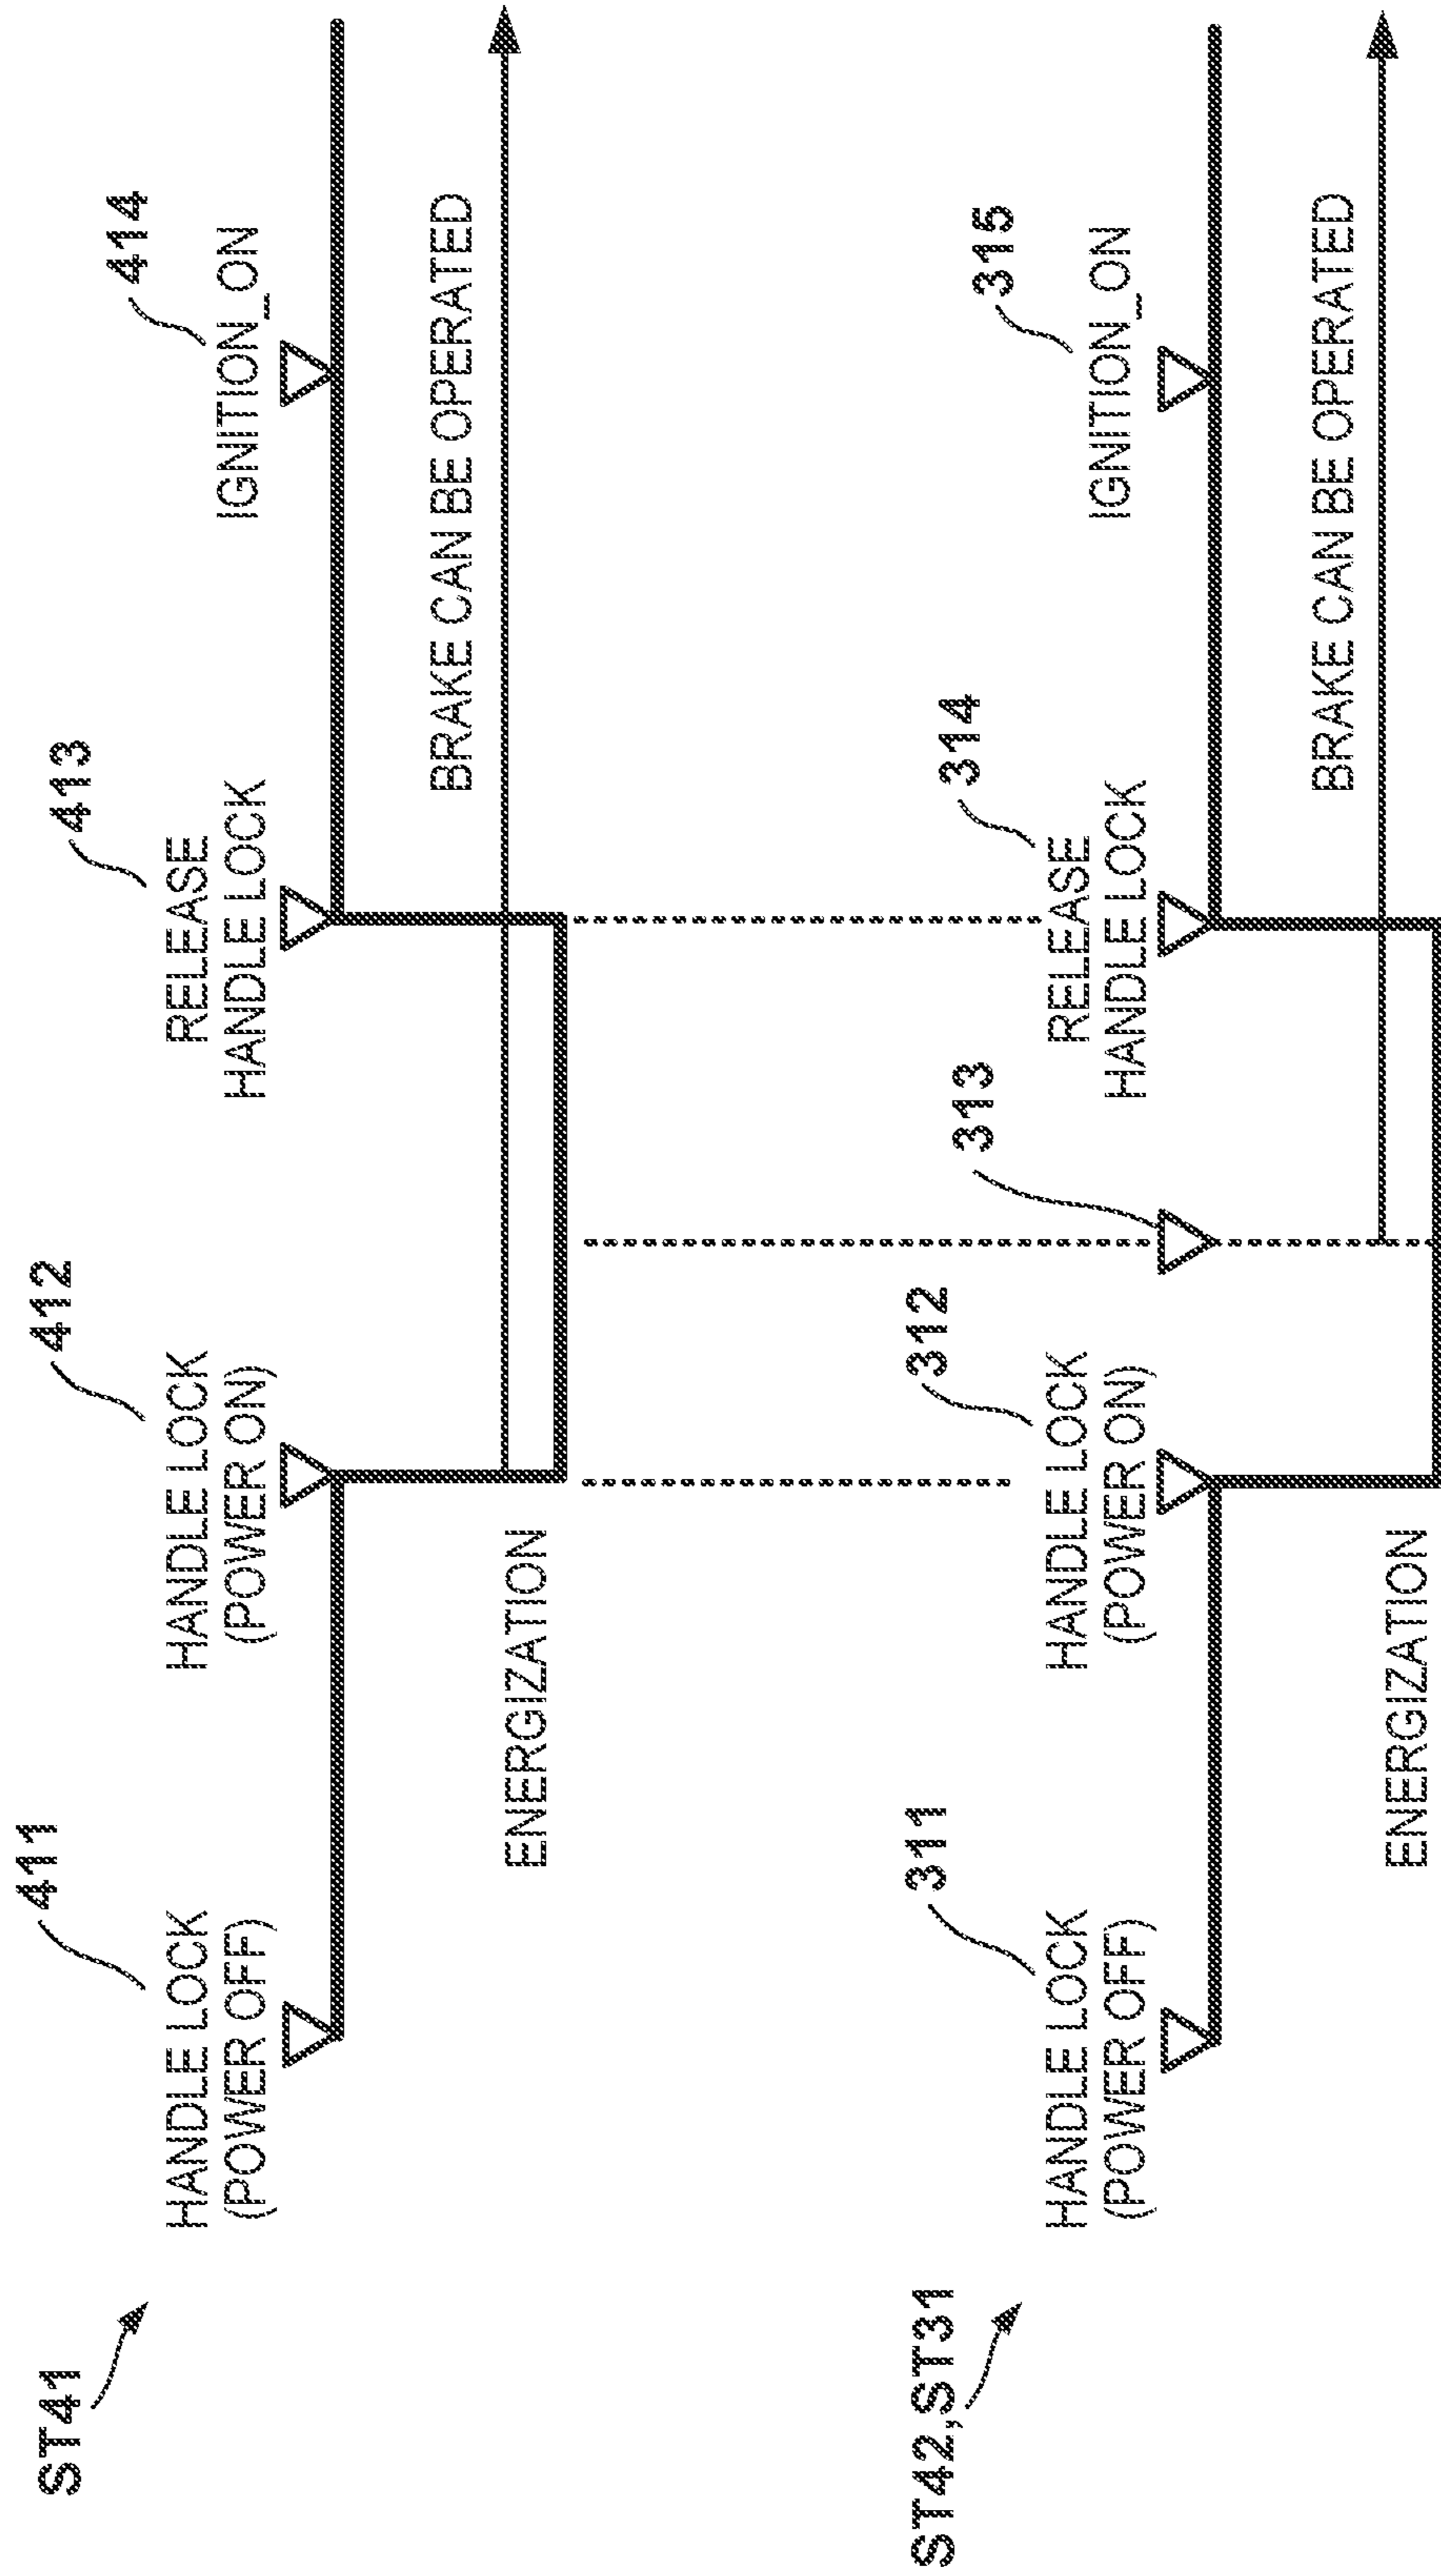 ST41
411
HANDLE LOCK
(POWER OFF)
412
HANDLE LOCK
(POWER ON)
413
RELEASE
HANDLE LOCK
414
IGNITION_ON
BRAKE CAN BE OPERATED
ENERGIZATION
ST42,ST31
311
HANDLE LOCK
(POWER OFF)
312
HANDLE LOCK
(POWER ON)
313
314
RELEASE
HANDLE LOCK
315
IGNITION_ON
BRAKE CAN BE OPERATED
ENERGIZATION